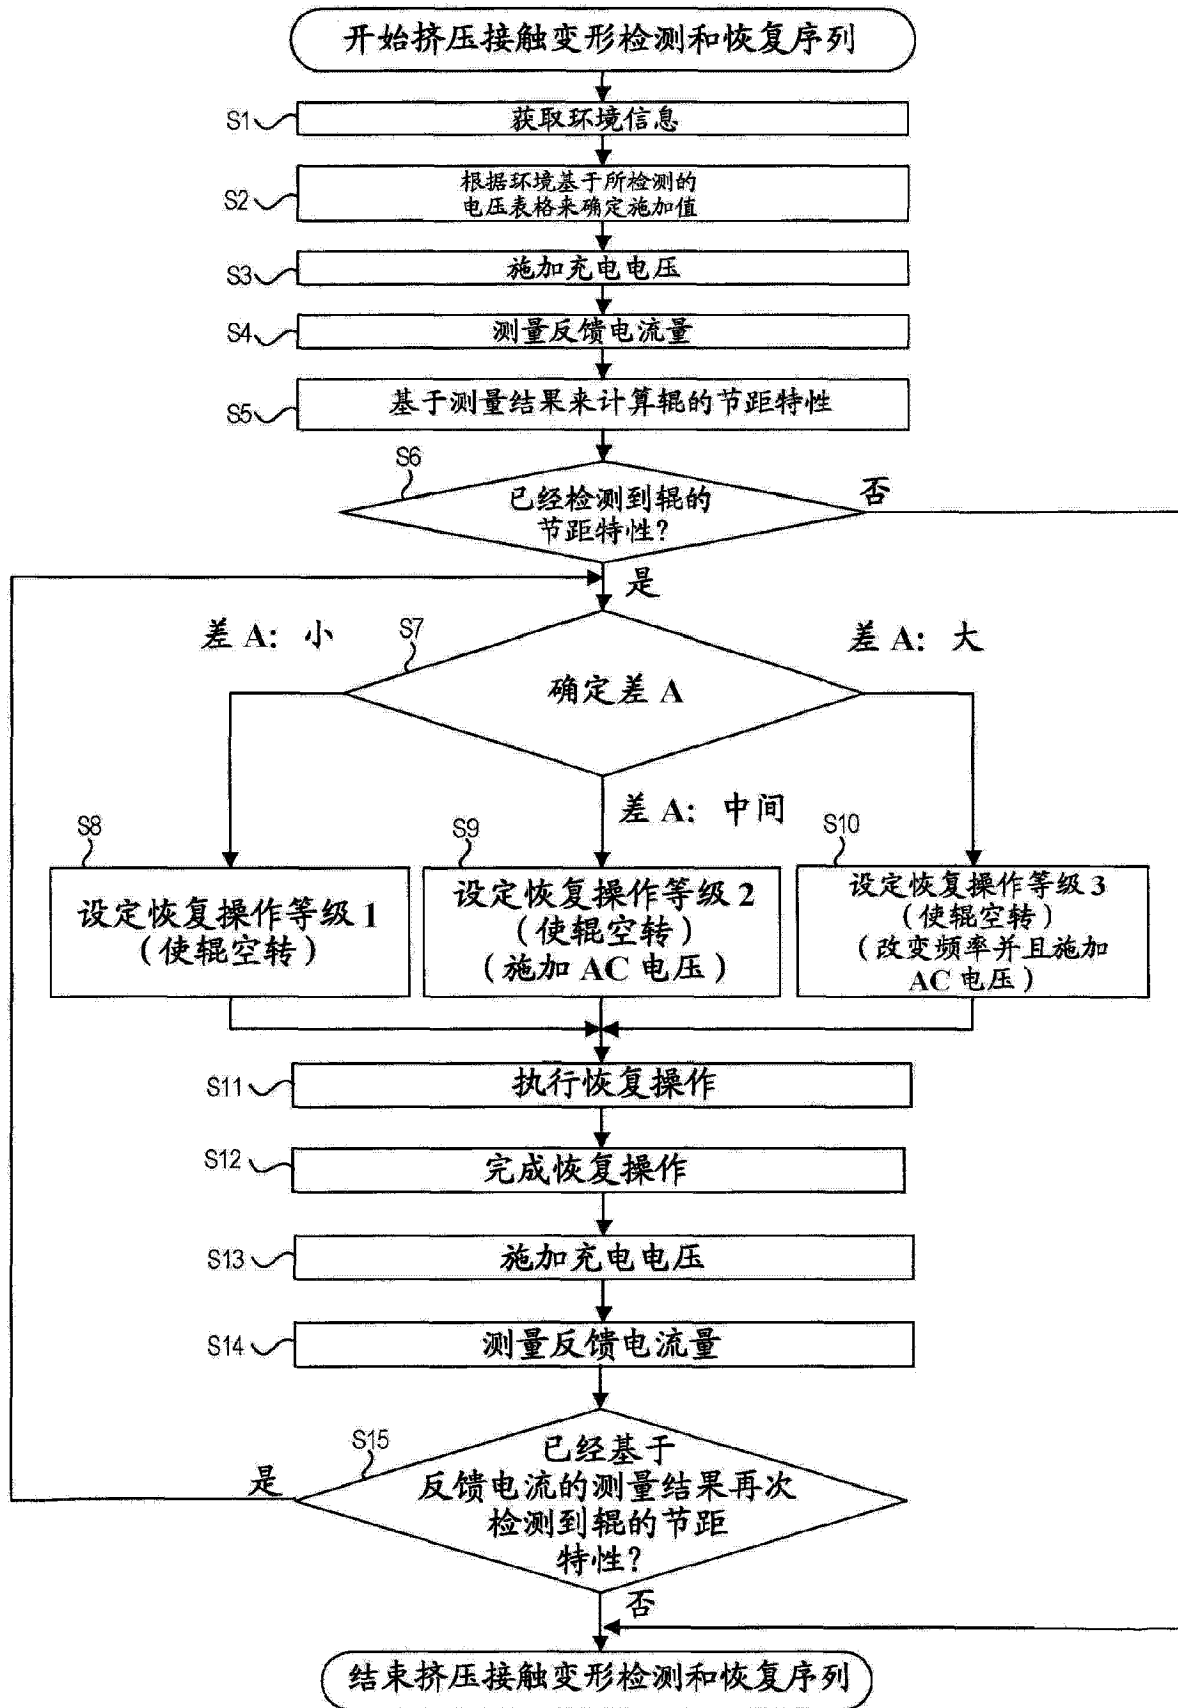 开始挤压接触变形检测和恢复序列
S1
获取环境信息
S2
根据环境基于所检测的
电压表格来确定施加值
S3
施加充电电压
S4
测量反馈电流量
S5
基于测量结果来计算辊的节距特性
S6
已经检测到辊的
节距特性?
否
是
差 A: 小
S7
差 A: 大
确定差 A
差 A: 中间
S8
设定恢复操作等级 1
(使辊空转)
S9
设定恢复操作等级 2
(使辊空转)
(施加 AC 电压)
S10
设定恢复操作等级 3
(使辊空转)
(改变频率并且施加
AC 电压)
S11
执行恢复操作
S12
完成恢复操作
S13
施加充电电压
S14
测量反馈电流量
S15
已经基于
反馈电流的测量结果再次
检测到辊的节距
特性?
是
否
结束挤压接触变形检测和恢复序列